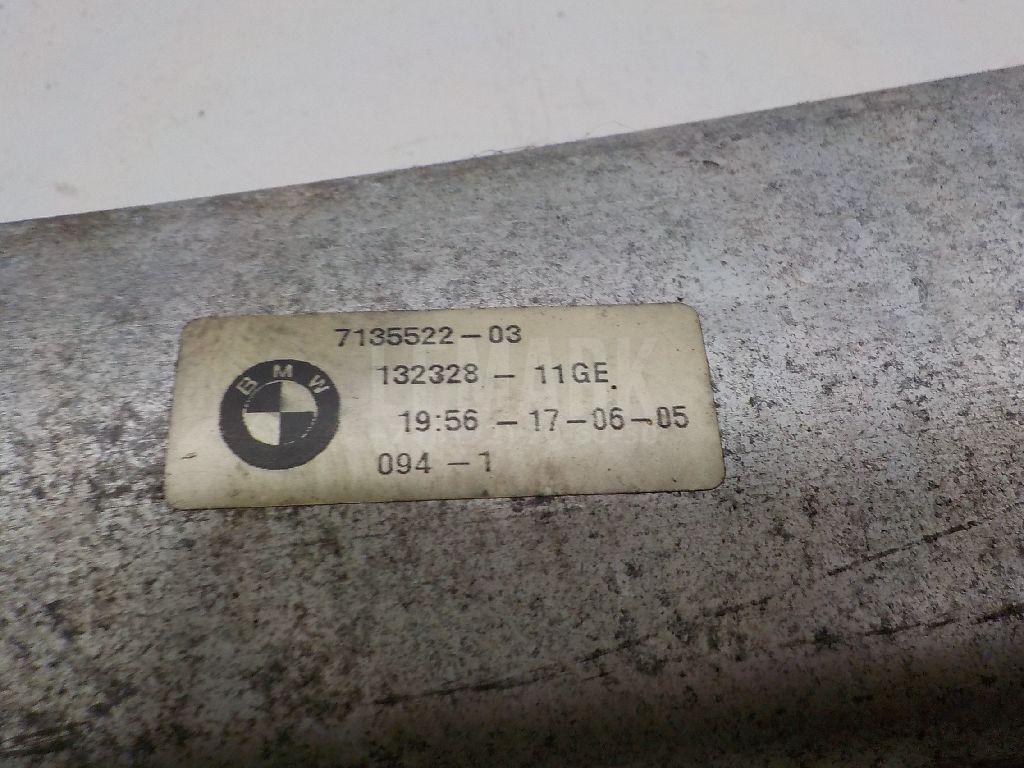 7135522-03
BMW
132328 - 11GE.
19:56 - 17-06-05
094 - 1